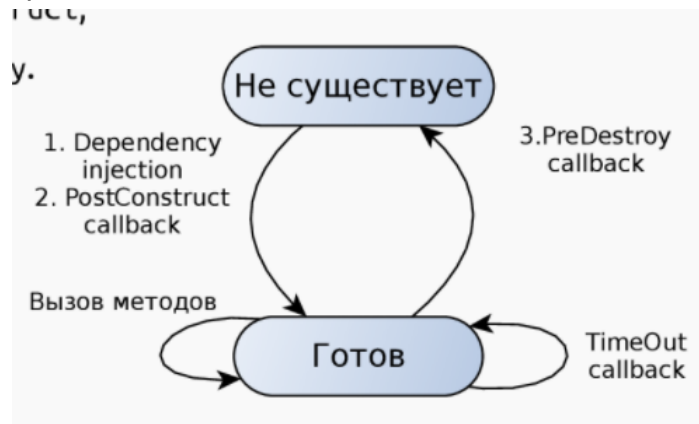 у.
Не существует
1. Dependency
injection
2. PostConstruct
callback
3.PreDestroy
callback
Вызов методов
Готов
TimeOut
callback